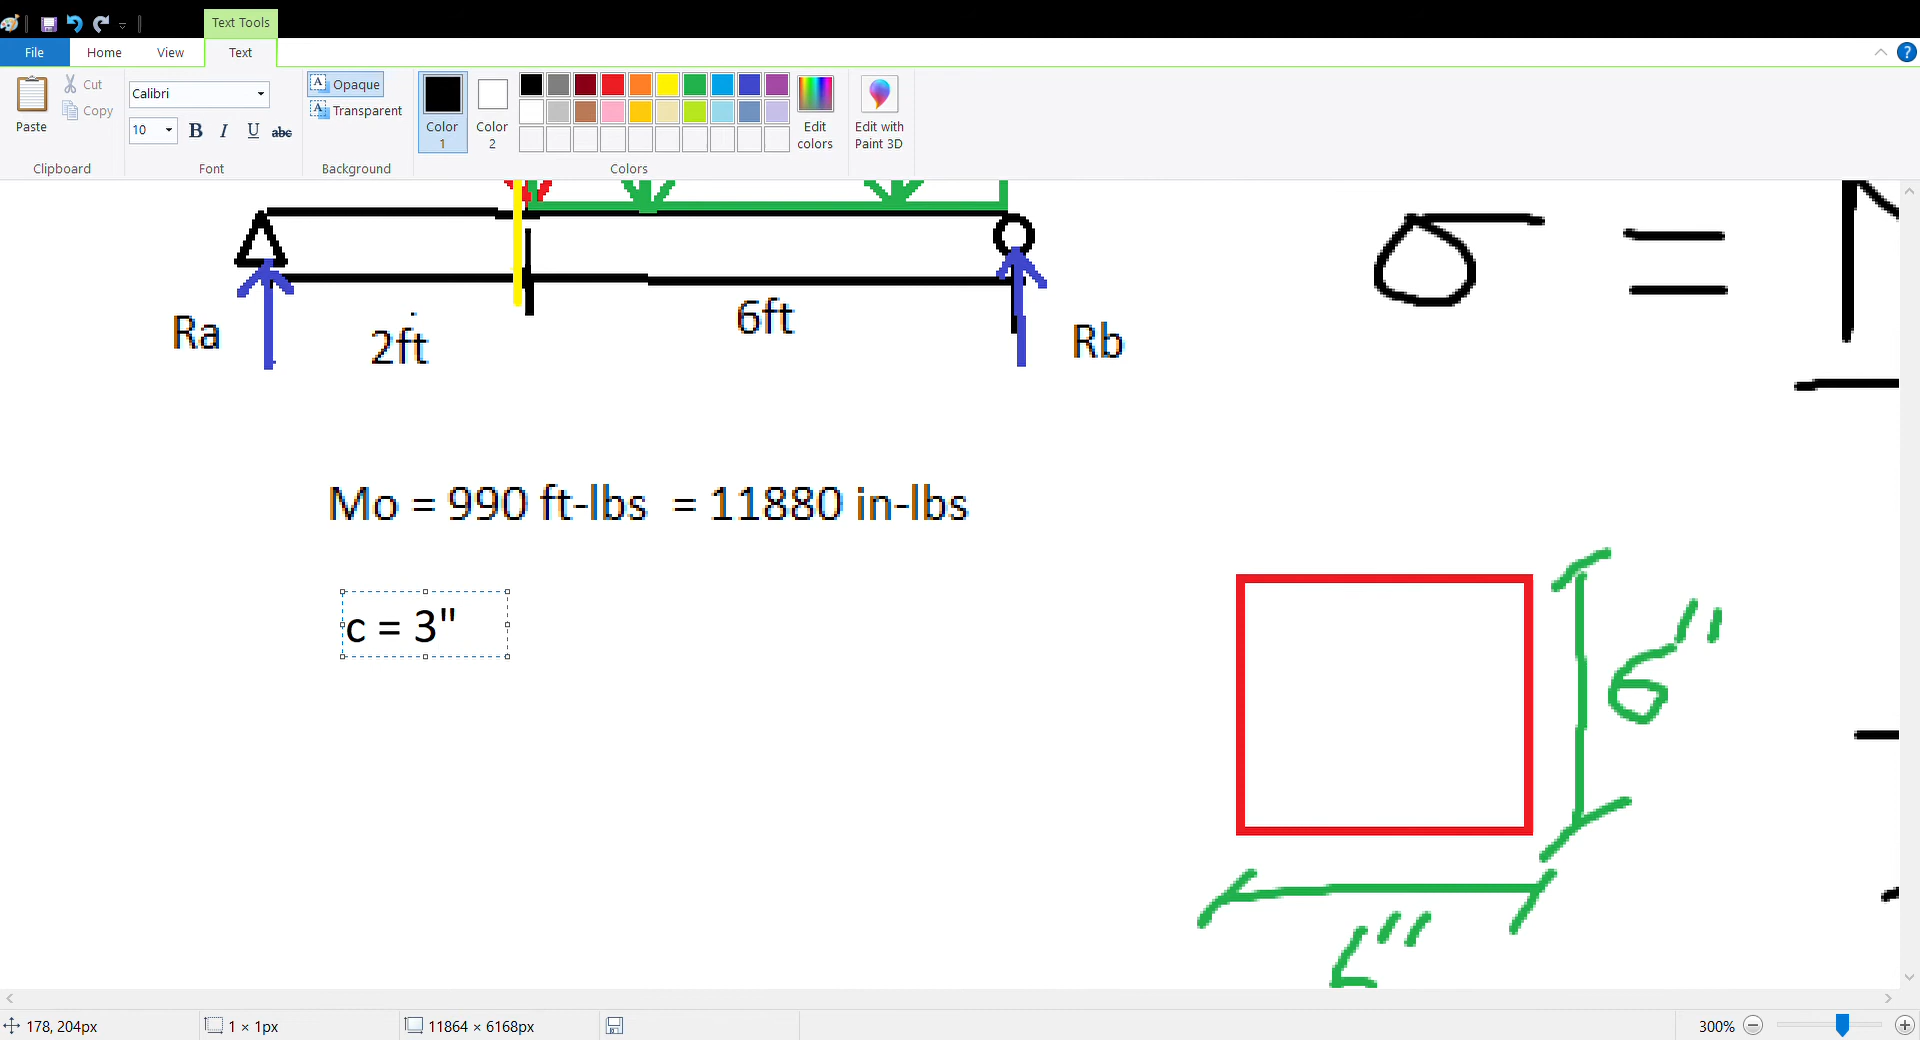 Text Tools
File Home View Text
Paste Cut Copy Clipboard
Calibri
10 B I U abc
Font
Opaque
Transparent
Background
Color 1 Color 2
Edit colors
Colors
Edit with Paint 3D
?
σ =
Ra 2ft 6ft Rb
Mo = 990 ft-lbs = 11880 in-lbs
c = 3"
6"
178, 204px 1 × 1px 11864 × 6168px 300%